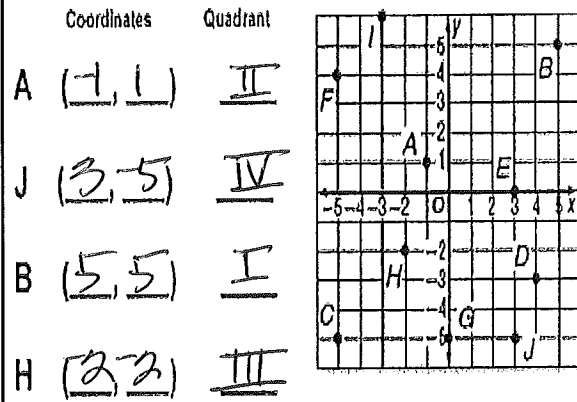 Coordinates Quadrant
A (-1, 1) II
J (3, -5) IV
B (5, 5) I
H (-2, -2) III
I y
5 B
F 4
3
A 2
1 E
-5 -4 -3 -2 O 1 2 3 4 5 x
H -2 D
-3
C -4 G
-5 J